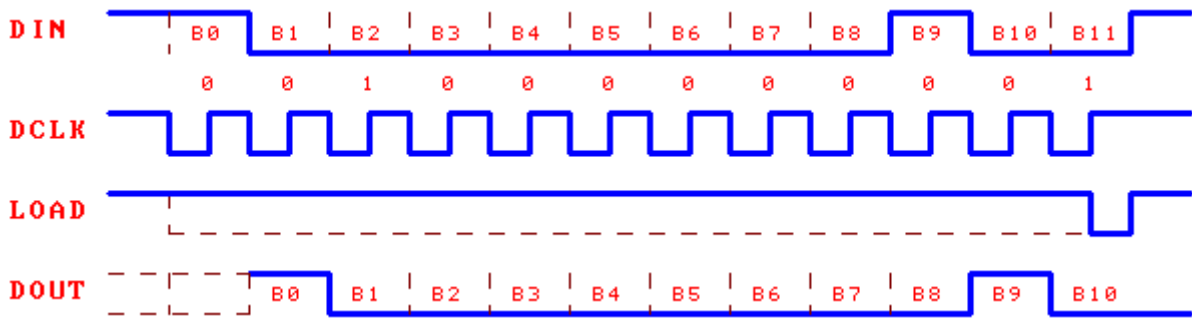 DIN B0 B1 B2 B3 B4 B5 B6 B7 B8 B9 B10 B11
0 0 1 0 0 0 0 0 0 0 0 1
DCLK
LOAD
DOUT B0 B1 B2 B3 B4 B5 B6 B7 B8 B9 B10